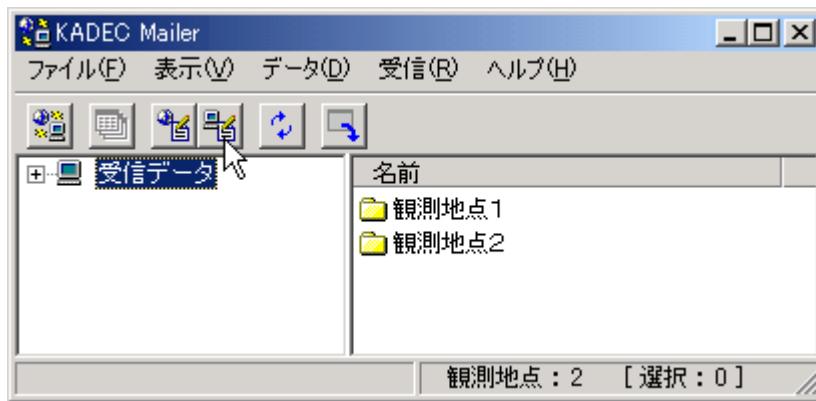 KADEC Mailer
ファイル(F) 表示(V) データ(D) 受信(R) ヘルプ(H)
受信データ
名前
観測地点1
観測地点2
観測地点：2 [選択：0]